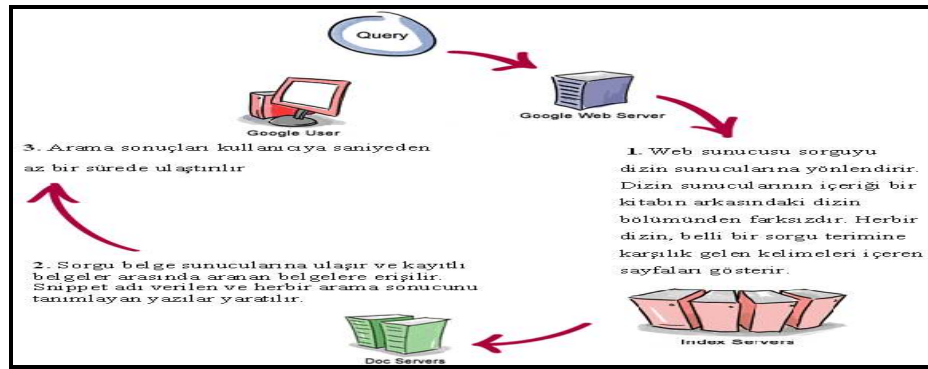 Query
Google Web Server
Google User
1. Web sunucusu sorguyu
dizin sunucularına yönlendirir.
Dizin sunucularının içeriği bir
kitabın arkasındaki dizin
bölümünden farksızdır. Herbir
dizin, belli bir sorgu terimine
karşılık gelen kelimeleri içeren
sayfaları gösterir.
Index Servers
2. Sorgu belge sunucularına ulaşır ve kayıtlı
belgeler arasında aranan belgelere erişilir.
Snippet adı verilen ve herbir arama sonucunu
tanımlayan yazılar yaratılır.
Doc Servers
3. Arama sonuçları kullanıcıya saniyeden
az bir sürede ulaştırılır